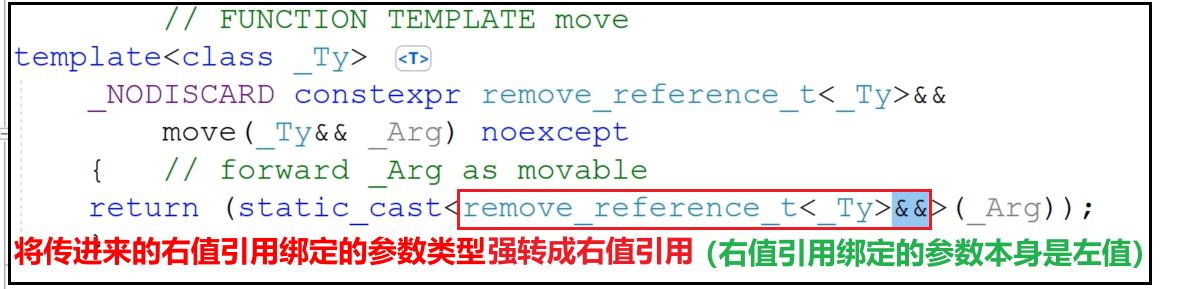 // FUNCTION TEMPLATE move
template<class _Ty> <T>
_NODISCARD constexpr remove_reference_t<_Ty>&&
move(_Ty&& _Arg) noexcept
{ // forward _Arg as movable
return (static_cast<remove_reference_t<_Ty>&&>(_Arg));
将传进来的右值引用绑定的参数类型强转成右值引用（右值引用绑定的参数本身是左值）